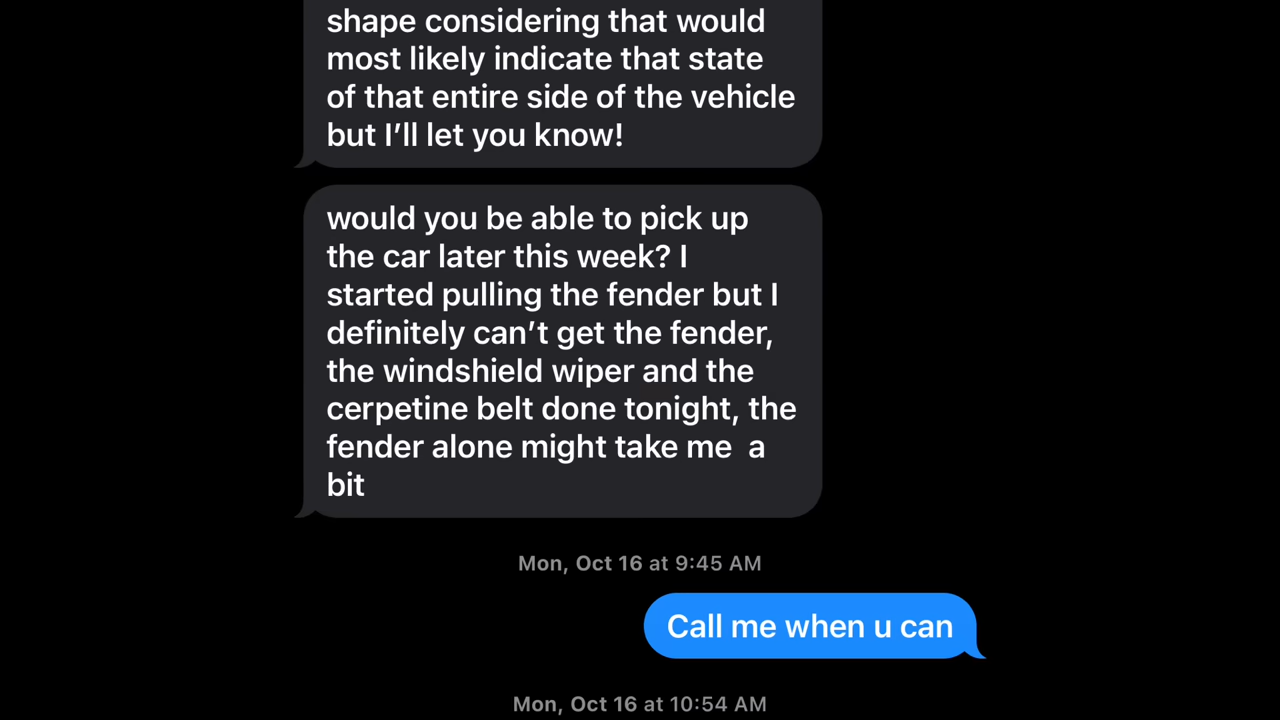 shape considering that would
most likely indicate that state
of that entire side of the vehicle
but I’ll let you know!
would you be able to pick up
the car later this week? I
started pulling the fender but I
definitely can’t get the fender,
the windshield wiper and the
cerpetine belt done tonight, the
fender alone might take me  a
bit
Mon, Oct 16 at 9:45 AM
Call me when u can
Mon, Oct 16 at 10:54 AM